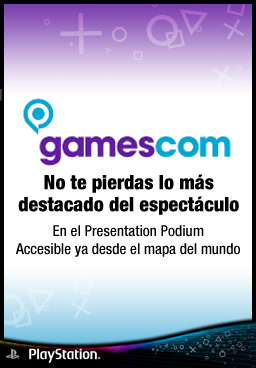 gamescom
No te pierdas lo más
destacado del espectáculo
En el Presentation Podium
Accesible ya desde el mapa del mundo
PlayStation.